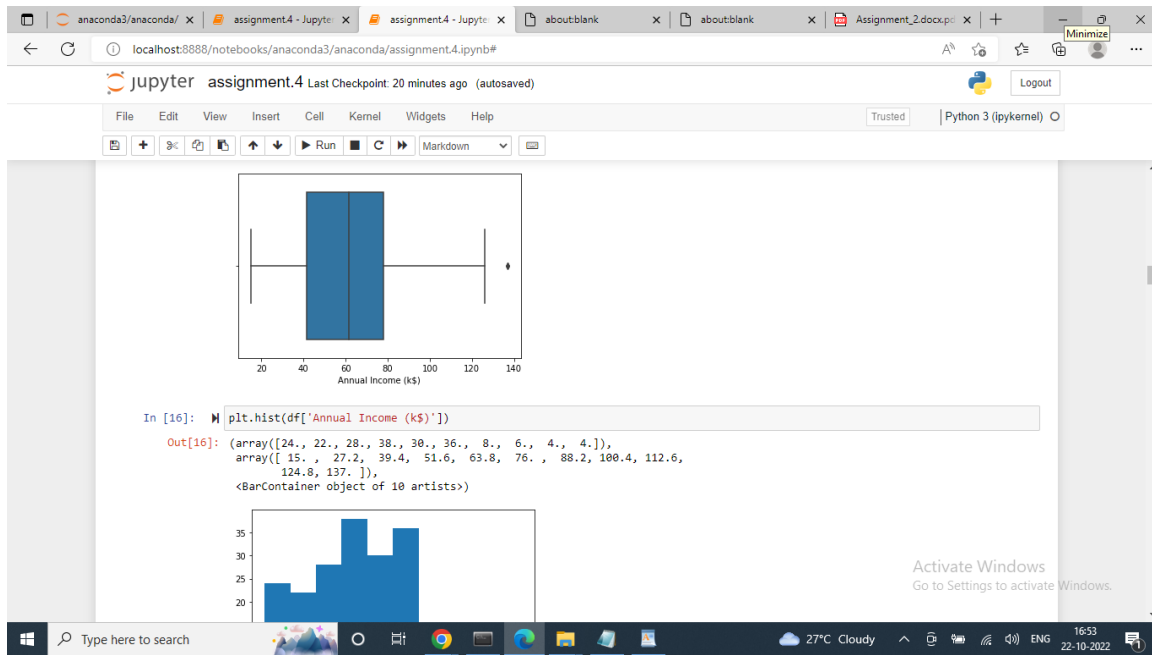 anaconda3/anaconda/
assignment.4 - Jupyte
assignment.4 - Jupyte
about:blank
about:blank
Assignment_2.docx.pd
Minimize
localhost:8888/notebooks/anaconda3/anaconda/assignment.4.ipynb#
jupyter assignment.4 Last Checkpoint: 20 minutes ago (autosaved)
Logout
File Edit View Insert Cell Kernel Widgets Help
Trusted
Python 3 (ipykernel)
Run
Markdown
20 40 60 80 100 120 140
Annual Income (k$)
In [16]: plt.hist(df['Annual Income (k$)'])
Out[16]: (array([24., 22., 28., 38., 30., 36., 8., 6., 4., 4.]),
array([ 15. , 27.2, 39.4, 51.6, 63.8, 76. , 88.2, 100.4, 112.6,
124.8, 137. ]),
<BarContainer object of 10 artists>)
35
30
25
20
Activate Windows
Go to Settings to activate Windows.
Type here to search
27°C Cloudy
ENG
16:53
22-10-2022
1